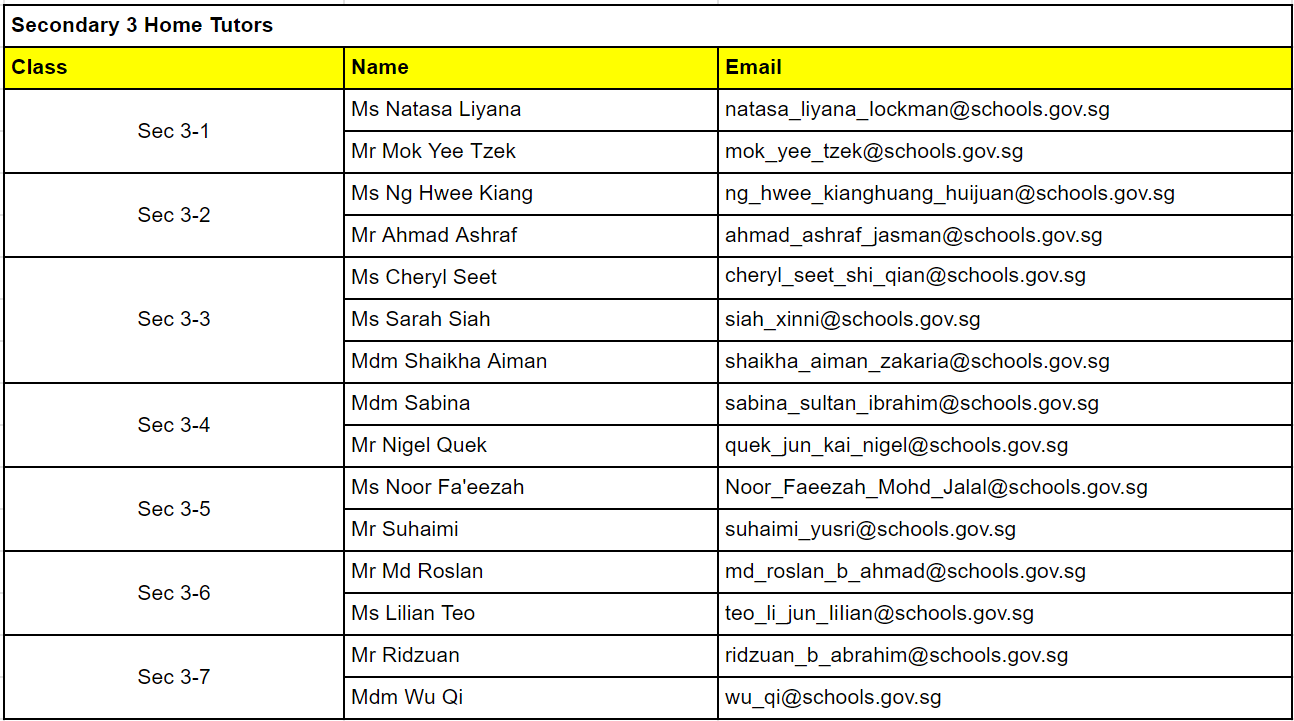 Secondary 3 Home Tutors
Class Name Email
Sec 3-1
Ms Natasa Liyana natasa_liyana_lockman@schools.gov.sg
Mr Mok Yee Tzek mok_yee_tzek@schools.gov.sg
Sec 3-2
Ms Ng Hwee Kiang ng_hwee_kianghuang_huijuan@schools.gov.sg
Mr Ahmad Ashraf ahmad_ashraf_jasman@schools.gov.sg
Sec 3-3
Ms Cheryl Seet cheryl_seet_shi_qian@schools.gov.sg
Ms Sarah Siah siah_xinni@schools.gov.sg
Mdm Shaikha Aiman shaikha_aiman_zakaria@schools.gov.sg
Sec 3-4
Mdm Sabina sabina_sultan_ibrahim@schools.gov.sg
Mr Nigel Quek quek_jun_kai_nigel@schools.gov.sg
Sec 3-5
Ms Noor Fa'eezah Noor_Faeezah_Mohd_Jalal@schools.gov.sg
Mr Suhaimi suhaimi_yusri@schools.gov.sg
Sec 3-6
Mr Md Roslan md_roslan_b_ahmad@schools.gov.sg
Ms Lilian Teo teo_li_jun_lilian@schools.gov.sg
Sec 3-7
Mr Ridzuan ridzuan_b_abrahim@schools.gov.sg
Mdm Wu Qi wu_qi@schools.gov.sg